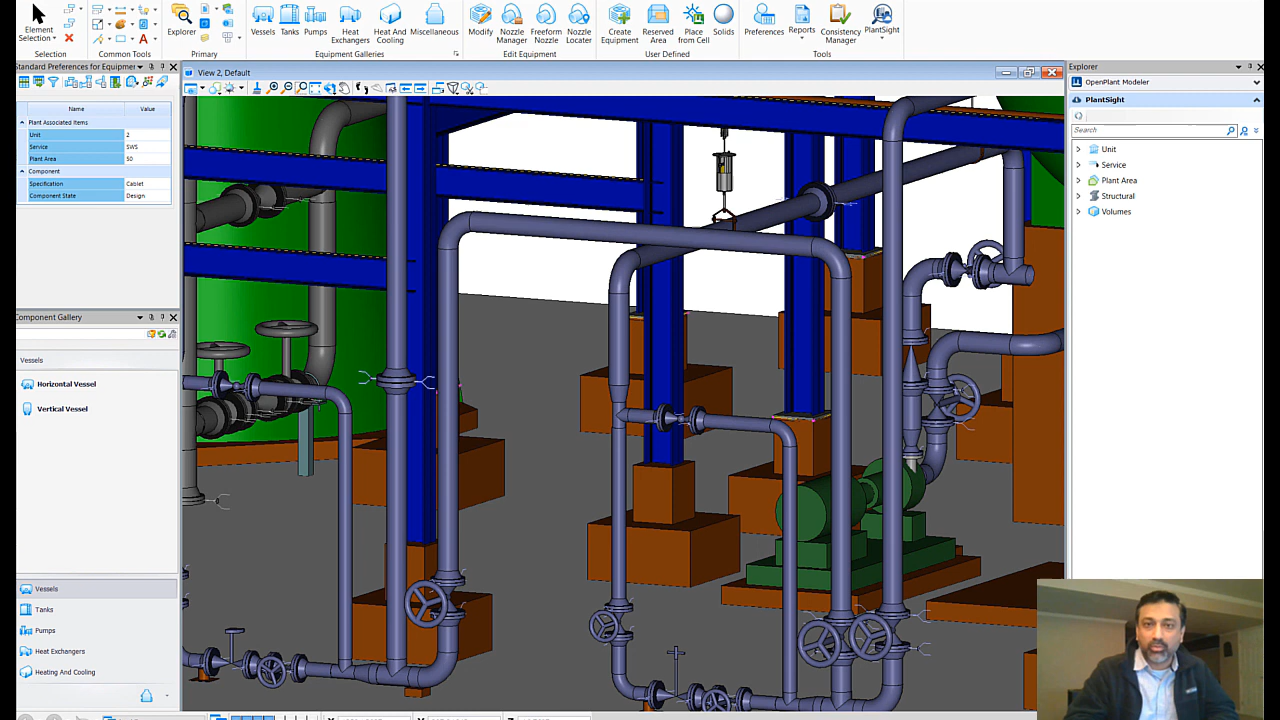 Element
Selection
Selection
Common Tools
Explorer
Primary
Vessels
Tanks
Pumps
Heat
Exchangers
Heat And
Cooling
Miscellaneous
Equipment Galleries
Modify
Nozzle
Manager
Freeform
Nozzle
Nozzle
Locater
Edit Equipment
Create
Equipment
Reserved
Area
Place
from Cell
Solids
User Defined
Preferences
Reports
Consistency
Manager
PlantSight
Tools
Standard Preferences for Equipmer
Name
Value
Plant Associated Items
Unit
2
Service
SWS
Plant Area
50
Component
Specification
Cablet
Component State
Design
Component Gallery
Vessels
Horizontal Vessel
Vertical Vessel
Vessels
Tanks
Pumps
Heat Exchangers
Heating And Cooling
View 2, Default
Explorer
OpenPlant Modeler
PlantSight
Search
Unit
Service
Plant Area
Structural
Volumes